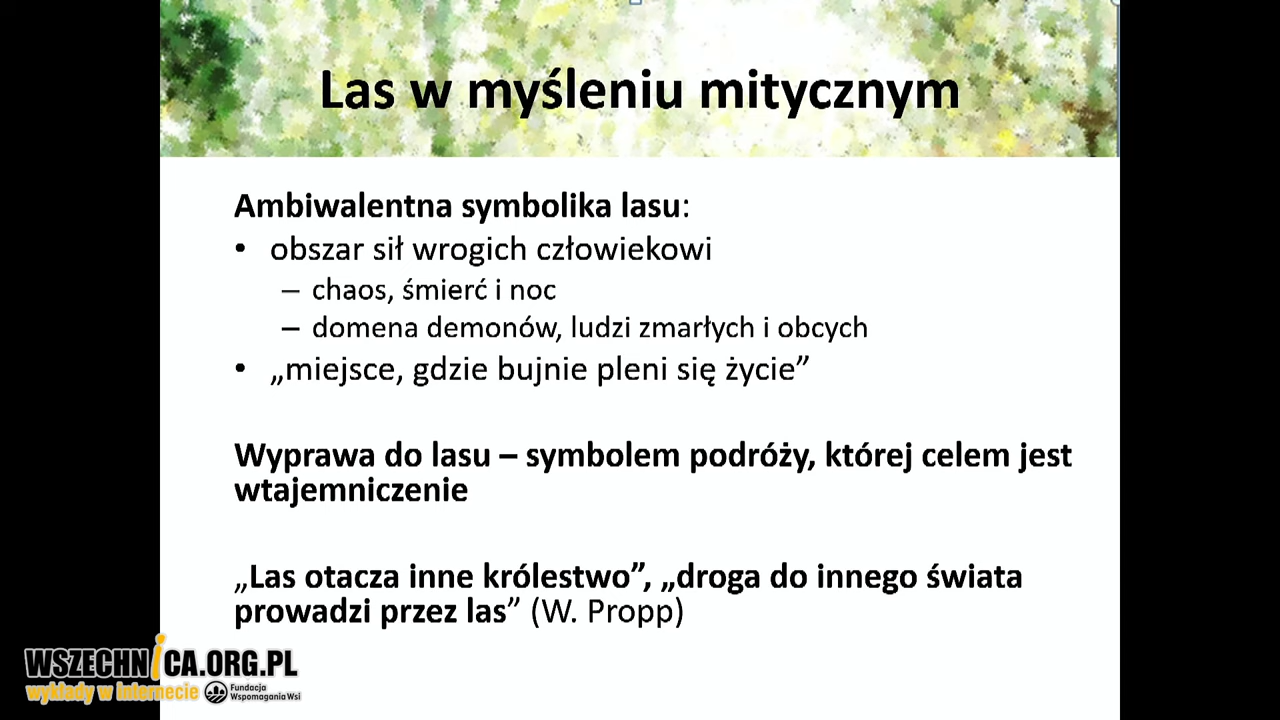 Las w myśleniu mitycznym
Ambiwalentna symbolika lasu:
• obszar sił wrogich człowiekowi
– chaos, śmierć i noc
– domena demonów, ludzi zmarłych i obcych
• „miejsce, gdzie bujnie pleni się życie”
Wyprawa do lasu – symbolem podróży, której celem jest
wtajemniczenie
„Las otacza inne królestwo”, „droga do innego świata
prowadzi przez las” (W. Propp)
WSZECHNiCA.ORG.PL
wykłady w internecie
Fundacja
Wspomagania Wsi